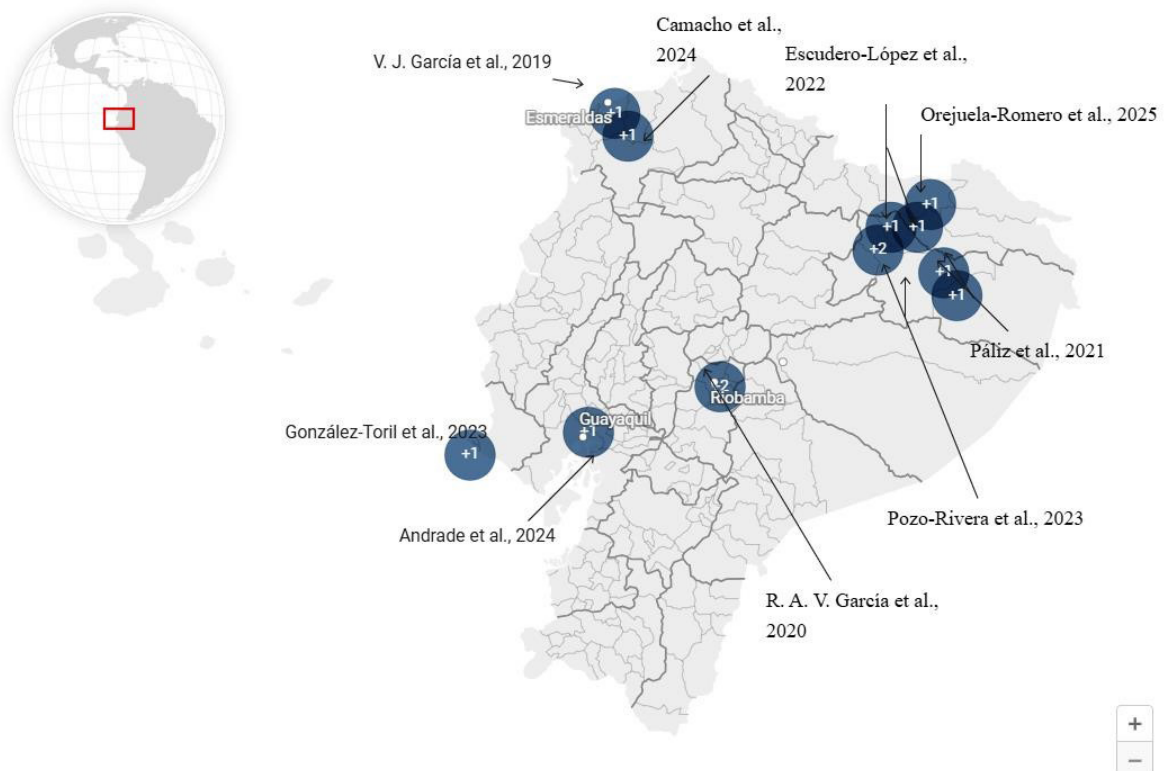 Camacho et al.,
2024
V. J. García et al., 2019
Escudero-López et al.,
2022
Orejuela-Romero et al., 2025
+1
Esmeraldas
+1
+1
+1
+1
+2
+1
+1
Páliz et al., 2021
-2
Riobamba
Guayaquil
+1
González-Toril et al., 2023
+1
Pozo-Rivera et al., 2023
Andrade et al., 2024
R. A. V. García et al.,
2020
+
−